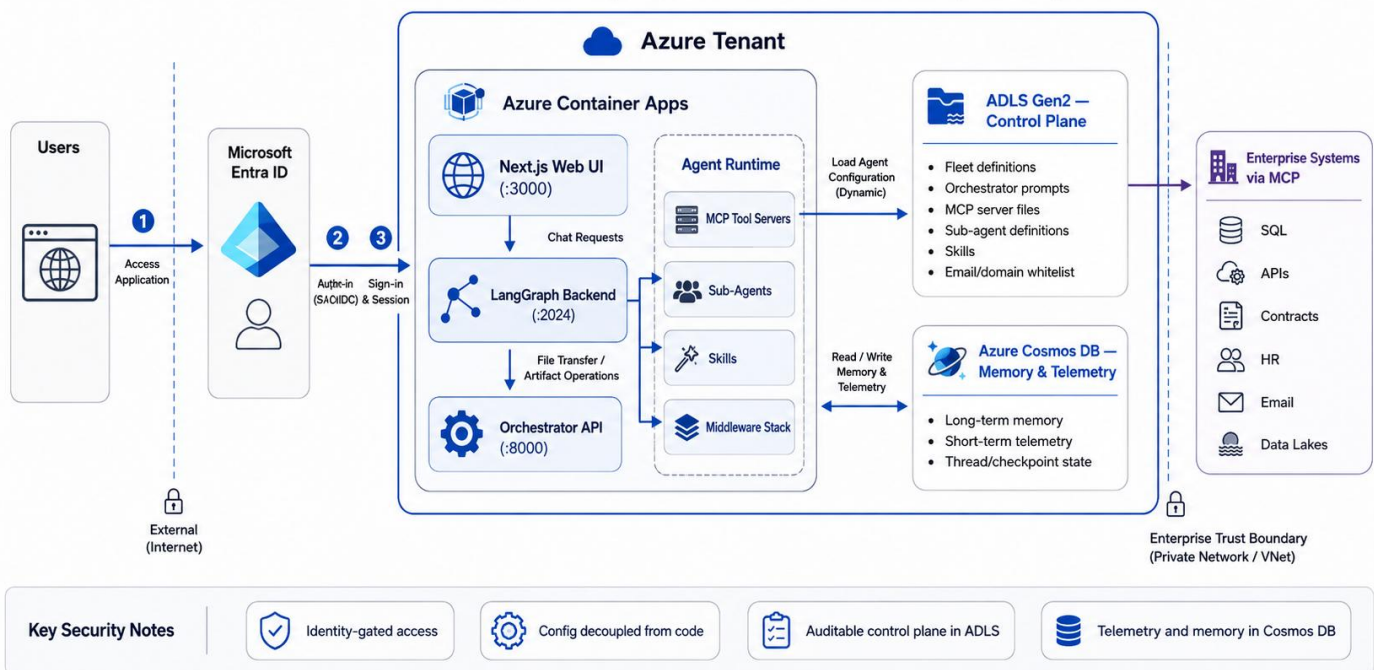 Azure Tenant
Users
1
Access
Application
External
(Internet)
Microsoft
Entra ID
2
3
Sign-in
& Session
Azure Container Apps
Next.js Web UI
(:3000)
Chat Requests
LangGraph Backend
(:2024)
File Transfer /
Artifact Operations
Orchestrator API
(:8000)
Agent Runtime
MCP Tool Servers
Sub-Agents
Skills
Middleware Stack
Load Agent
Configuration
(Dynamic)
Read / Write
Memory &
Telemetry
ADLS Gen2 —
Control Plane
Fleet definitions
Orchestrator prompts
MCP server files
Sub-agent definitions
Skills
Email/domain whitelist
Azure Cosmos DB —
Memory & Telemetry
Long-term memory
Short-term telemetry
Thread/checkpoint state
Enterprise Systems
via MCP
SQL
APIs
Contracts
HR
Email
Data Lakes
Enterprise Trust Boundary
(Private Network / VNet)
Key Security Notes
Identity-gated access
Config decoupled from code
Auditable control plane in ADLS
Telemetry and memory in Cosmos DB